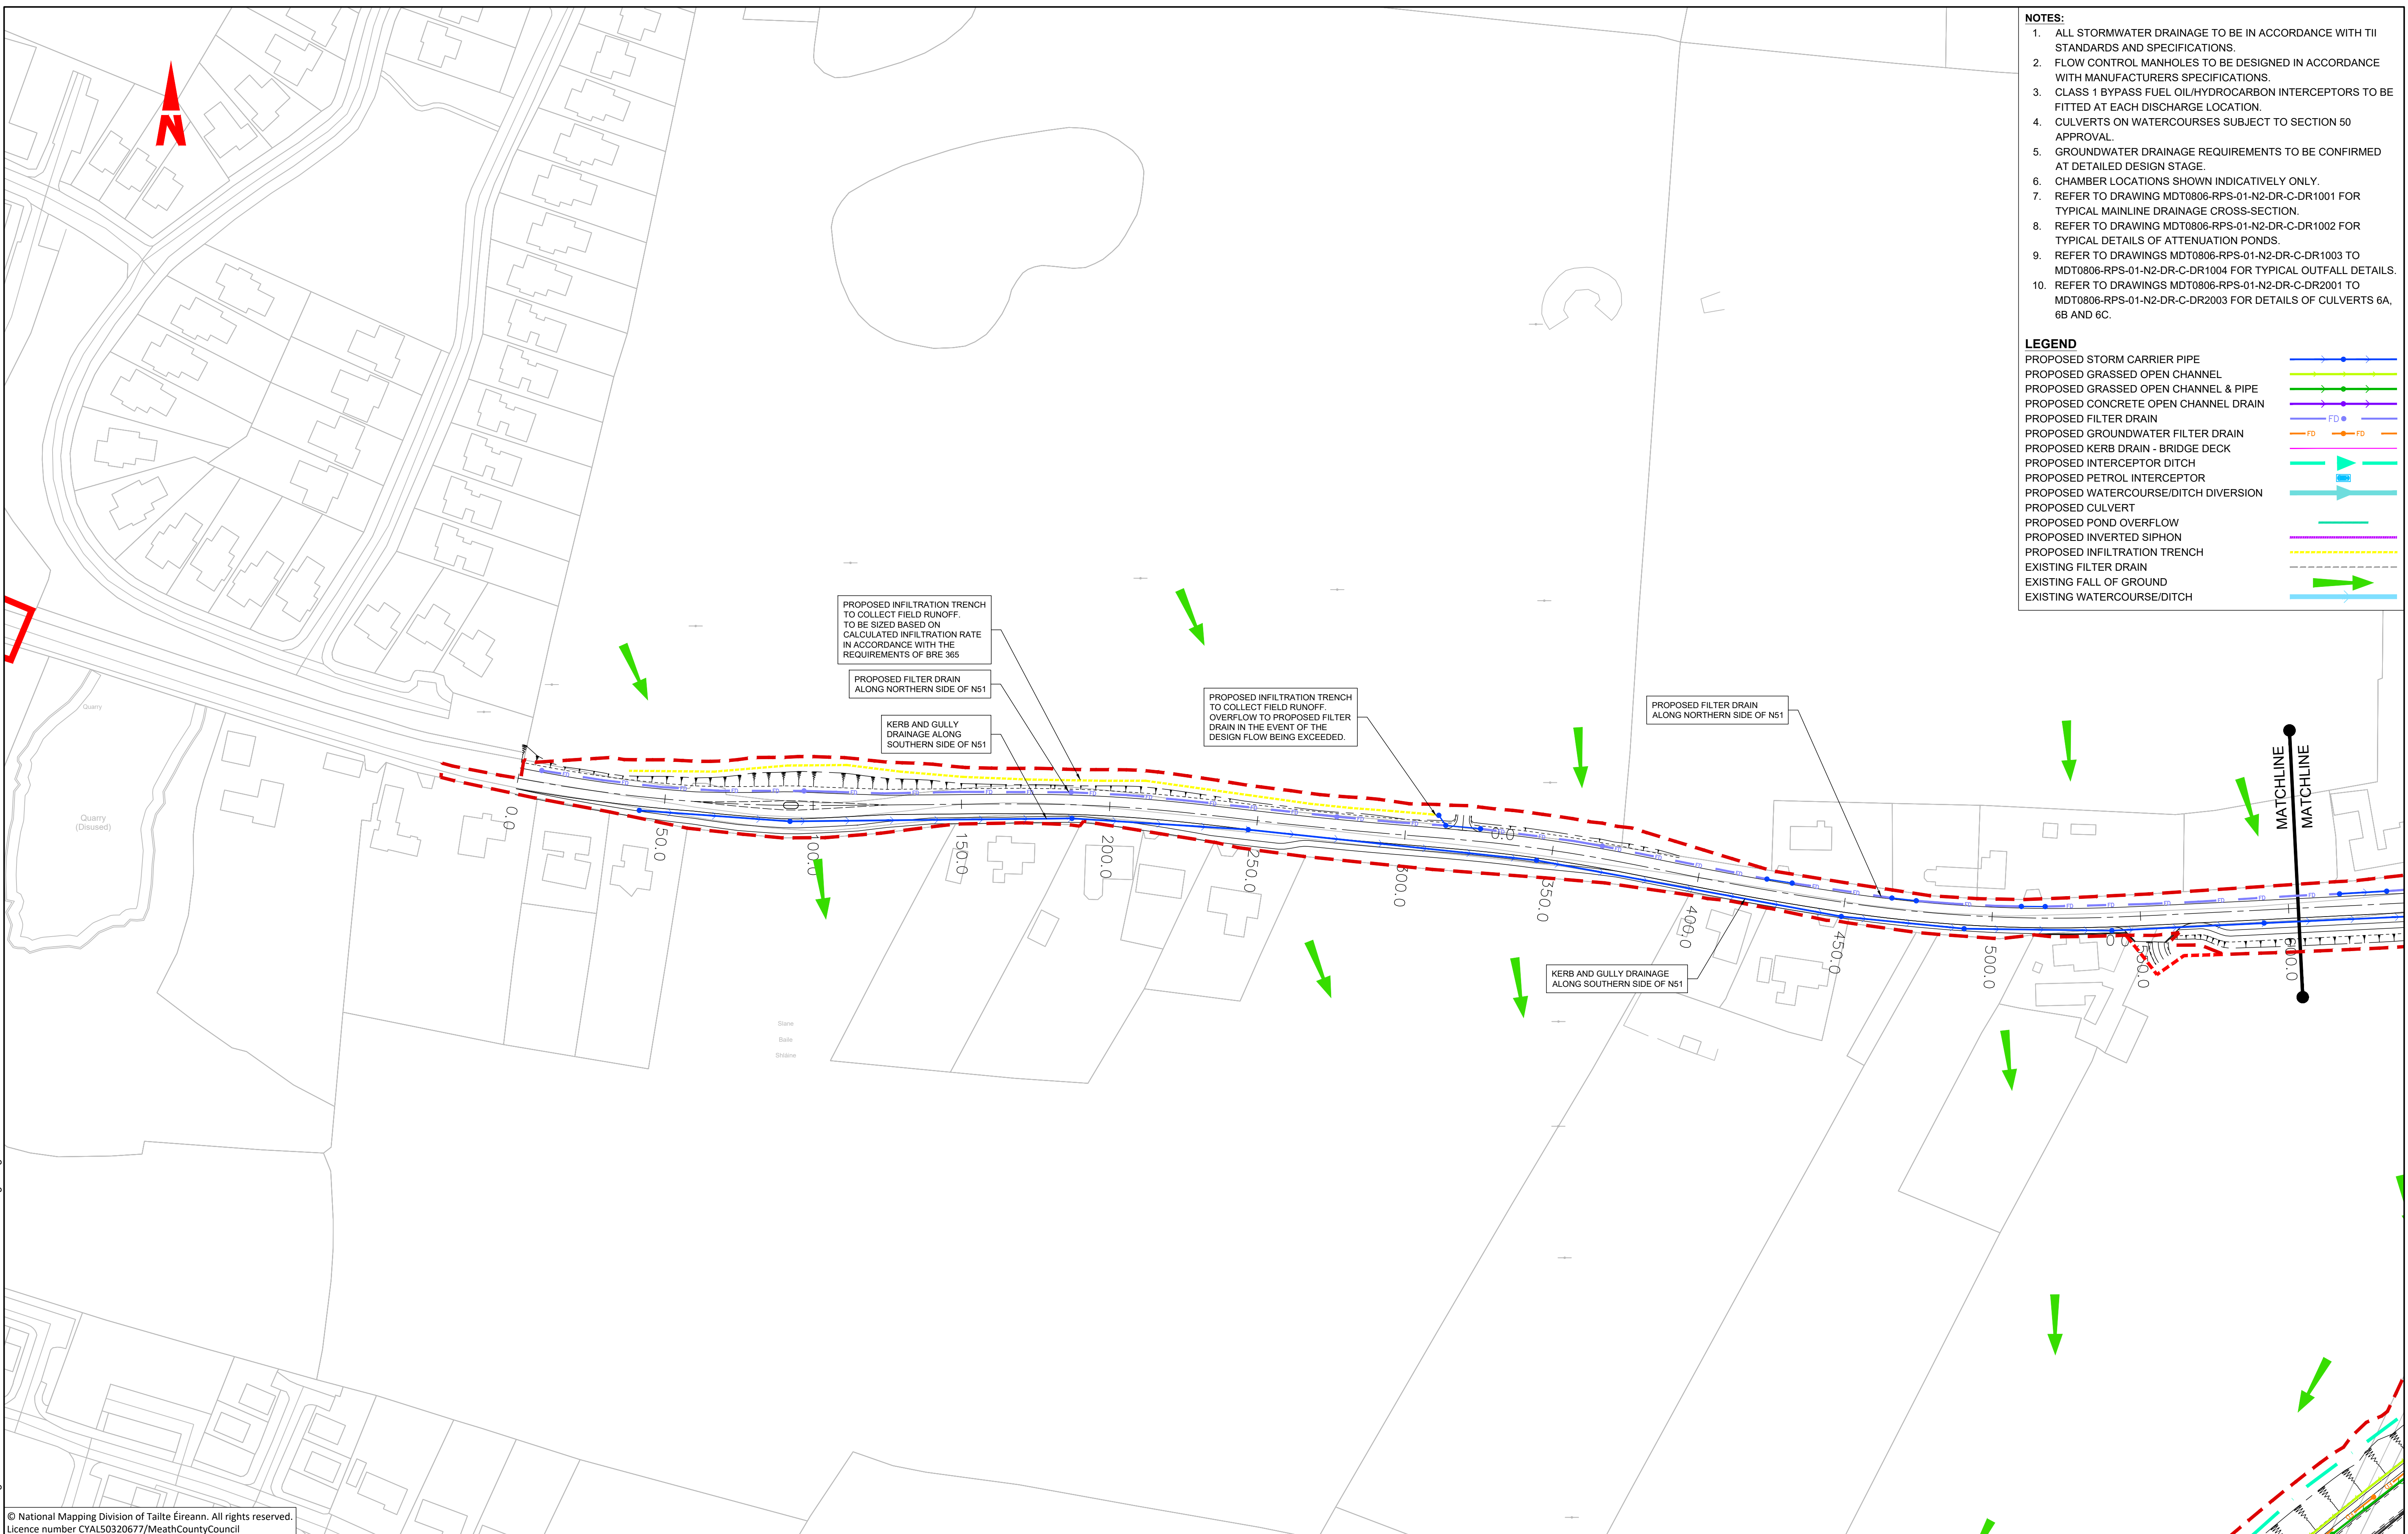 NOTES:
1. ALL STORMWATER DRAINAGE TO BE IN ACCORDANCE WITH TII
STANDARDS AND SPECIFICATIONS.
2. FLOW CONTROL MANHOLES TO BE DESIGNED IN ACCORDANCE
WITH MANUFACTURERS SPECIFICATIONS.
3. CLASS 1 BYPASS FUEL OIL/HYDROCARBON INTERCEPTORS TO BE
FITTED AT EACH DISCHARGE LOCATION.
4. CULVERTS ON WATERCOURSES SUBJECT TO SECTION 50
APPROVAL.
5. GROUNDWATER DRAINAGE REQUIREMENTS TO BE CONFIRMED
AT DETAILED DESIGN STAGE.
6. CHAMBER LOCATIONS SHOWN INDICATIVELY ONLY.
7. REFER TO DRAWING MDT0806-RPS-01-N2-DR-C-DR1001 FOR
TYPICAL MAINLINE DRAINAGE CROSS-SECTION.
8. REFER TO DRAWING MDT0806-RPS-01-N2-DR-C-DR1002 FOR
TYPICAL DETAILS OF ATTENUATION PONDS.
9. REFER TO DRAWINGS MDT0806-RPS-01-N2-DR-C-DR1003 TO
MDT0806-RPS-01-N2-DR-C-DR1004 FOR TYPICAL OUTFALL DETAILS.
10. REFER TO DRAWINGS MDT0806-RPS-01-N2-DR-C-DR2001 TO
MDT0806-RPS-01-N2-DR-C-DR2003 FOR DETAILS OF CULVERTS 6A,
6B AND 6C.
LEGEND
PROPOSED STORM CARRIER PIPE
PROPOSED GRASSED OPEN CHANNEL
PROPOSED GRASSED OPEN CHANNEL & PIPE
PROPOSED CONCRETE OPEN CHANNEL DRAIN
PROPOSED FILTER DRAIN FD
PROPOSED GROUNDWATER FILTER DRAIN FD FD
PROPOSED KERB DRAIN - BRIDGE DECK
PROPOSED INTERCEPTOR DITCH
PROPOSED PETROL INTERCEPTOR
PROPOSED WATERCOURSE/DITCH DIVERSION
PROPOSED CULVERT
PROPOSED POND OVERFLOW
PROPOSED INVERTED SIPHON
PROPOSED INFILTRATION TRENCH
EXISTING FILTER DRAIN
EXISTING FALL OF GROUND
EXISTING WATERCOURSE/DITCH
N
PROPOSED INFILTRATION TRENCH
TO COLLECT FIELD RUNOFF.
TO BE SIZED BASED ON
CALCULATED INFILTRATION RATE
IN ACCORDANCE WITH THE
REQUIREMENTS OF BRE 365
PROPOSED FILTER DRAIN
ALONG NORTHERN SIDE OF N51
KERB AND GULLY
DRAINAGE ALONG
SOUTHERN SIDE OF N51
PROPOSED INFILTRATION TRENCH
TO COLLECT FIELD RUNOFF.
OVERFLOW TO PROPOSED FILTER
DRAIN IN THE EVENT OF THE
DESIGN FLOW BEING EXCEEDED.
PROPOSED FILTER DRAIN
ALONG NORTHERN SIDE OF N51
MATCHLINE
MATCHLINE
Quarry
Quarry
(Disused)
0.0
50.0
150.0
200.0
250.0
300.0
350.0
400.0
450.0
500.0
600.0
0.0
0.0
KERB AND GULLY DRAINAGE
ALONG SOUTHERN SIDE OF N51
Slane
Baile
Shláine
© National Mapping Division of Tailte Éireann. All rights reserved.
Licence number CYAL50320677/MeathCountyCouncil